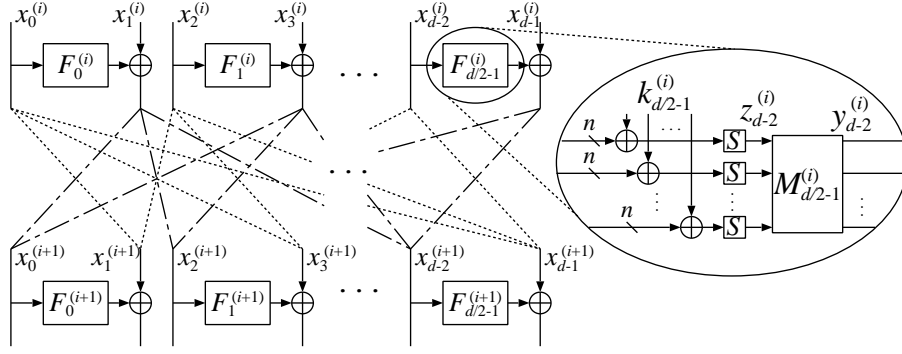 x_0^{(i)} x_1^{(i)} x_2^{(i)} x_3^{(i)} x_{d-2}^{(i)} x_{d-1}^{(i)}
F_0^{(i)} F_1^{(i)} . . . F_{d/2-1}^{(i)}
k_{d/2-1}^{(i)} z_{d-2}^{(i)} y_{d-2}^{(i)}
n ... S
n S M_{d/2-1}^{(i)}
. . .
n S
x_0^{(i+1)} x_1^{(i+1)} x_2^{(i+1)} x_3^{(i+1)} x_{d-2}^{(i+1)} x_{d-1}^{(i+1)}
F_0^{(i+1)} F_1^{(i+1)} . . . F_{d/2-1}^{(i+1)}